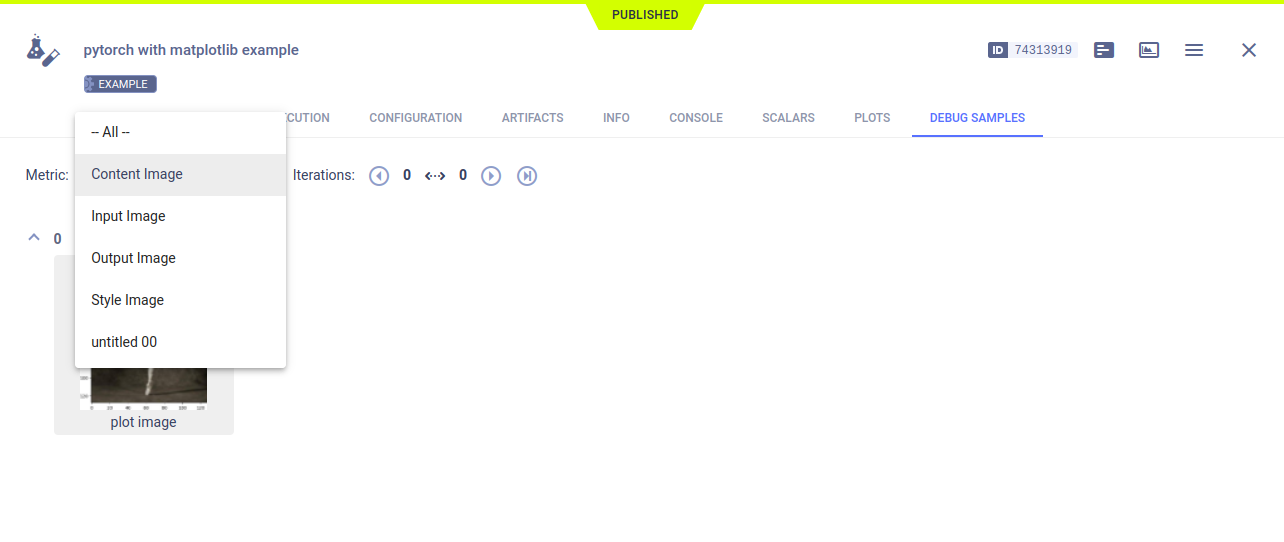 PUBLISHED
pytorch with matplotlib example
ID 74313919
EXAMPLE
CUTION CONFIGURATION ARTIFACTS INFO CONSOLE SCALARS PLOTS DEBUG SAMPLES
-- All --
Metric: Content Image Iterations: 0 0
Input Image
0
Output Image
Style Image
untitled 00
plot image